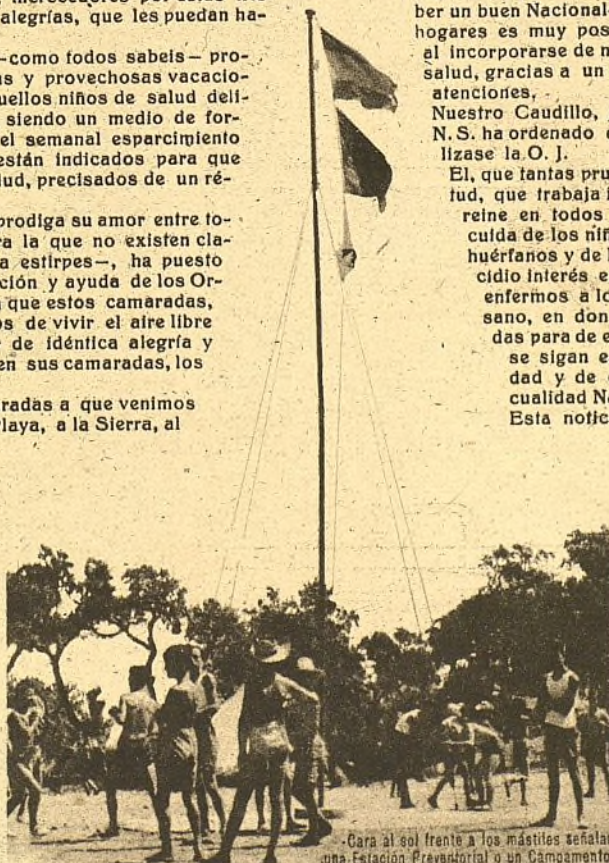 alegrías, que les puedan ha-
—como todos sabeis— pro-
y provechosas vacacio-
uellos niños de salud deli-
siendo un medio de for-
el semanal esparcimiento
están indicados para que
lud, precisados de un ré-
prodiga su amor entre to-
ra la que no existen cla-
a estirpes—, ha puesto
ción y ayuda de los Or-
que estos camaradas,
os de vivir el aire libre
de idéntica alegría y
en sus camaradas, los
radas a que venimos
laya, a la Sierra, al
ber un buen Nacional-
hogares es muy pos
al incorporarse de n
salud, gracias a un
atenciones.
Nuestro Caudillo,
N. S. ha ordenado
lizase la O. J.
El, que tantas pru
tud, que trabaja i
reine en todos
cuida de los niñ
huérfanos y de l
cidio interés e
enfermos a lo
sano, en don
das para de e
se sigan e
dad y de
cualidad Na
Esta notic
Cara al sol frente a los mástiles señalan
una Estación Preventorial o un Campamento